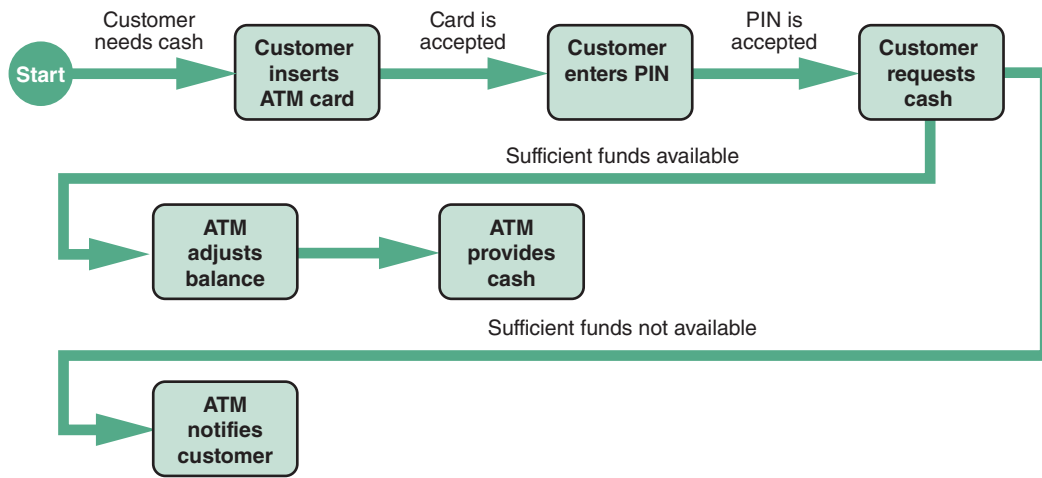 Start
Customer
needs cash
Customer
inserts
ATM card
Card is
accepted
Customer
enters PIN
PIN is
accepted
Customer
requests
cash
Sufficient funds available
ATM
adjusts
balance
ATM
provides
cash
Sufficient funds not available
ATM
notifies
customer